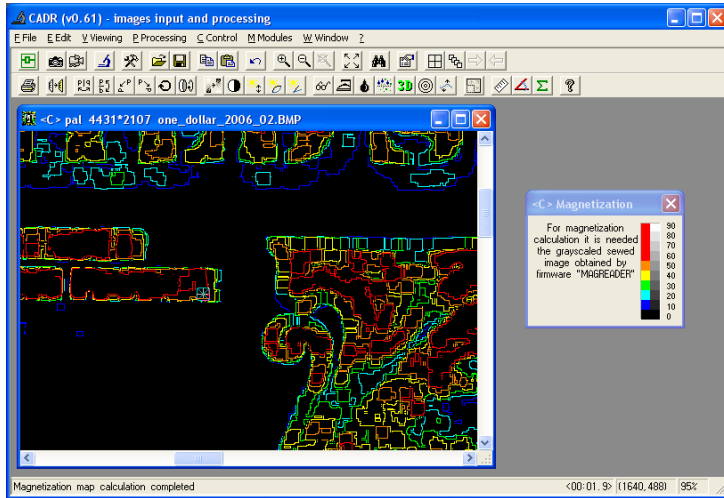 CADR (v0.61) - images input and processing
F File E Edit V Viewing P Processing C Control M Modules W Window ?
3D
<C> pal 4431*2107 one_dollar_2006_02.BMP
<C> Magnetization
For magnetization
calculation it is needed
the grayscaled sewed
image obtained by
firmware "MAGREADER"
90
80
70
60
50
40
30
20
10
0
Magnetization map calculation completed
<00:01.9> (1640,488) 95%